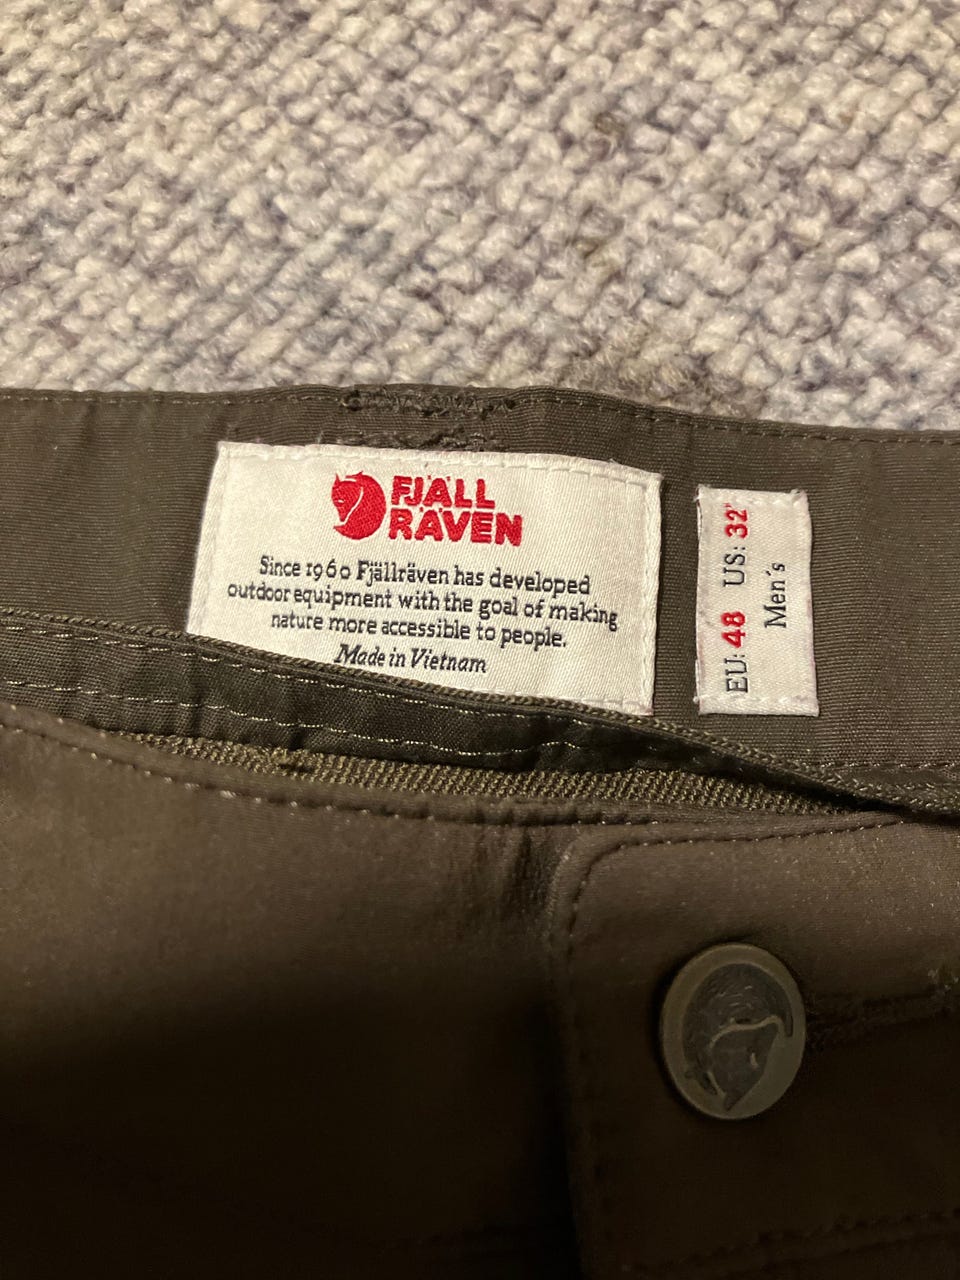 FJÄLL
RÄVEN
Since 1960 Fjällräven has developed
outdoor equipment with the goal of making
nature more accessible to people.
Made in Vietnam
EU: 48 US: 32"
Men´s